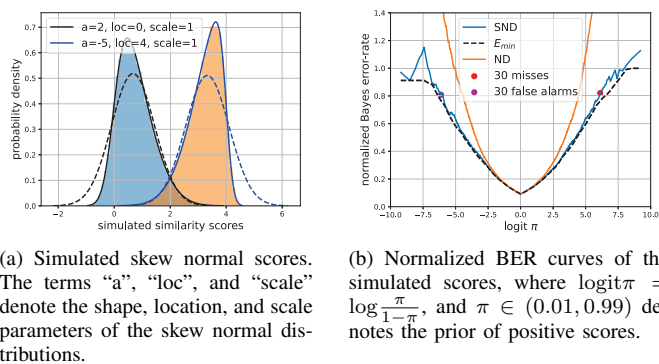 a=2, loc=0, scale=1
a=-5, loc=4, scale=1
probability density
0.7
0.6
0.5
0.4
0.3
0.2
0.1
0.0
−2 0 2 4 6
simulated similarity scores
SND
E_min
ND
30 misses
30 false alarms
normalized Bayes error-rate
1.4
1.2
1.0
0.8
0.6
0.4
0.2
0.0
−10.0 −7.5 −5.0 −2.5 0.0 2.5 5.0 7.5 10.0
logit π
(a) Simulated skew normal scores.
The terms “a”, “loc”, and “scale”
denote the shape, location, and scale
parameters of the skew normal dis-
tributions.
(b) Normalized BER curves of th
simulated scores, where logitπ =
log π/1−π, and π ∈ (0.01, 0.99) de
notes the prior of positive scores.